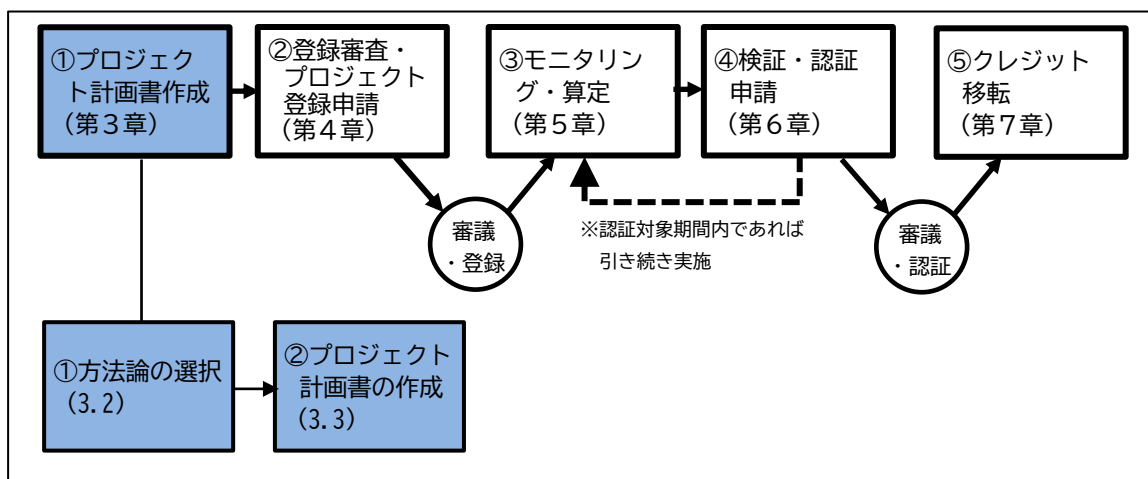 ①プロジェク
ト計画書作成
(第３章)
②登録審査・
プロジェクト
登録申請
(第４章)
③モニタリン
グ・算定
(第５章)
④検証・認証
申請
(第６章)
⑤クレジット
移転
(第７章)
審議
・登録
※認証対象期間内であれば
引き続き実施
審議
・認証
①方法論の選択
(3.2)
②プロジェクト
計画書の作成
(3.3)